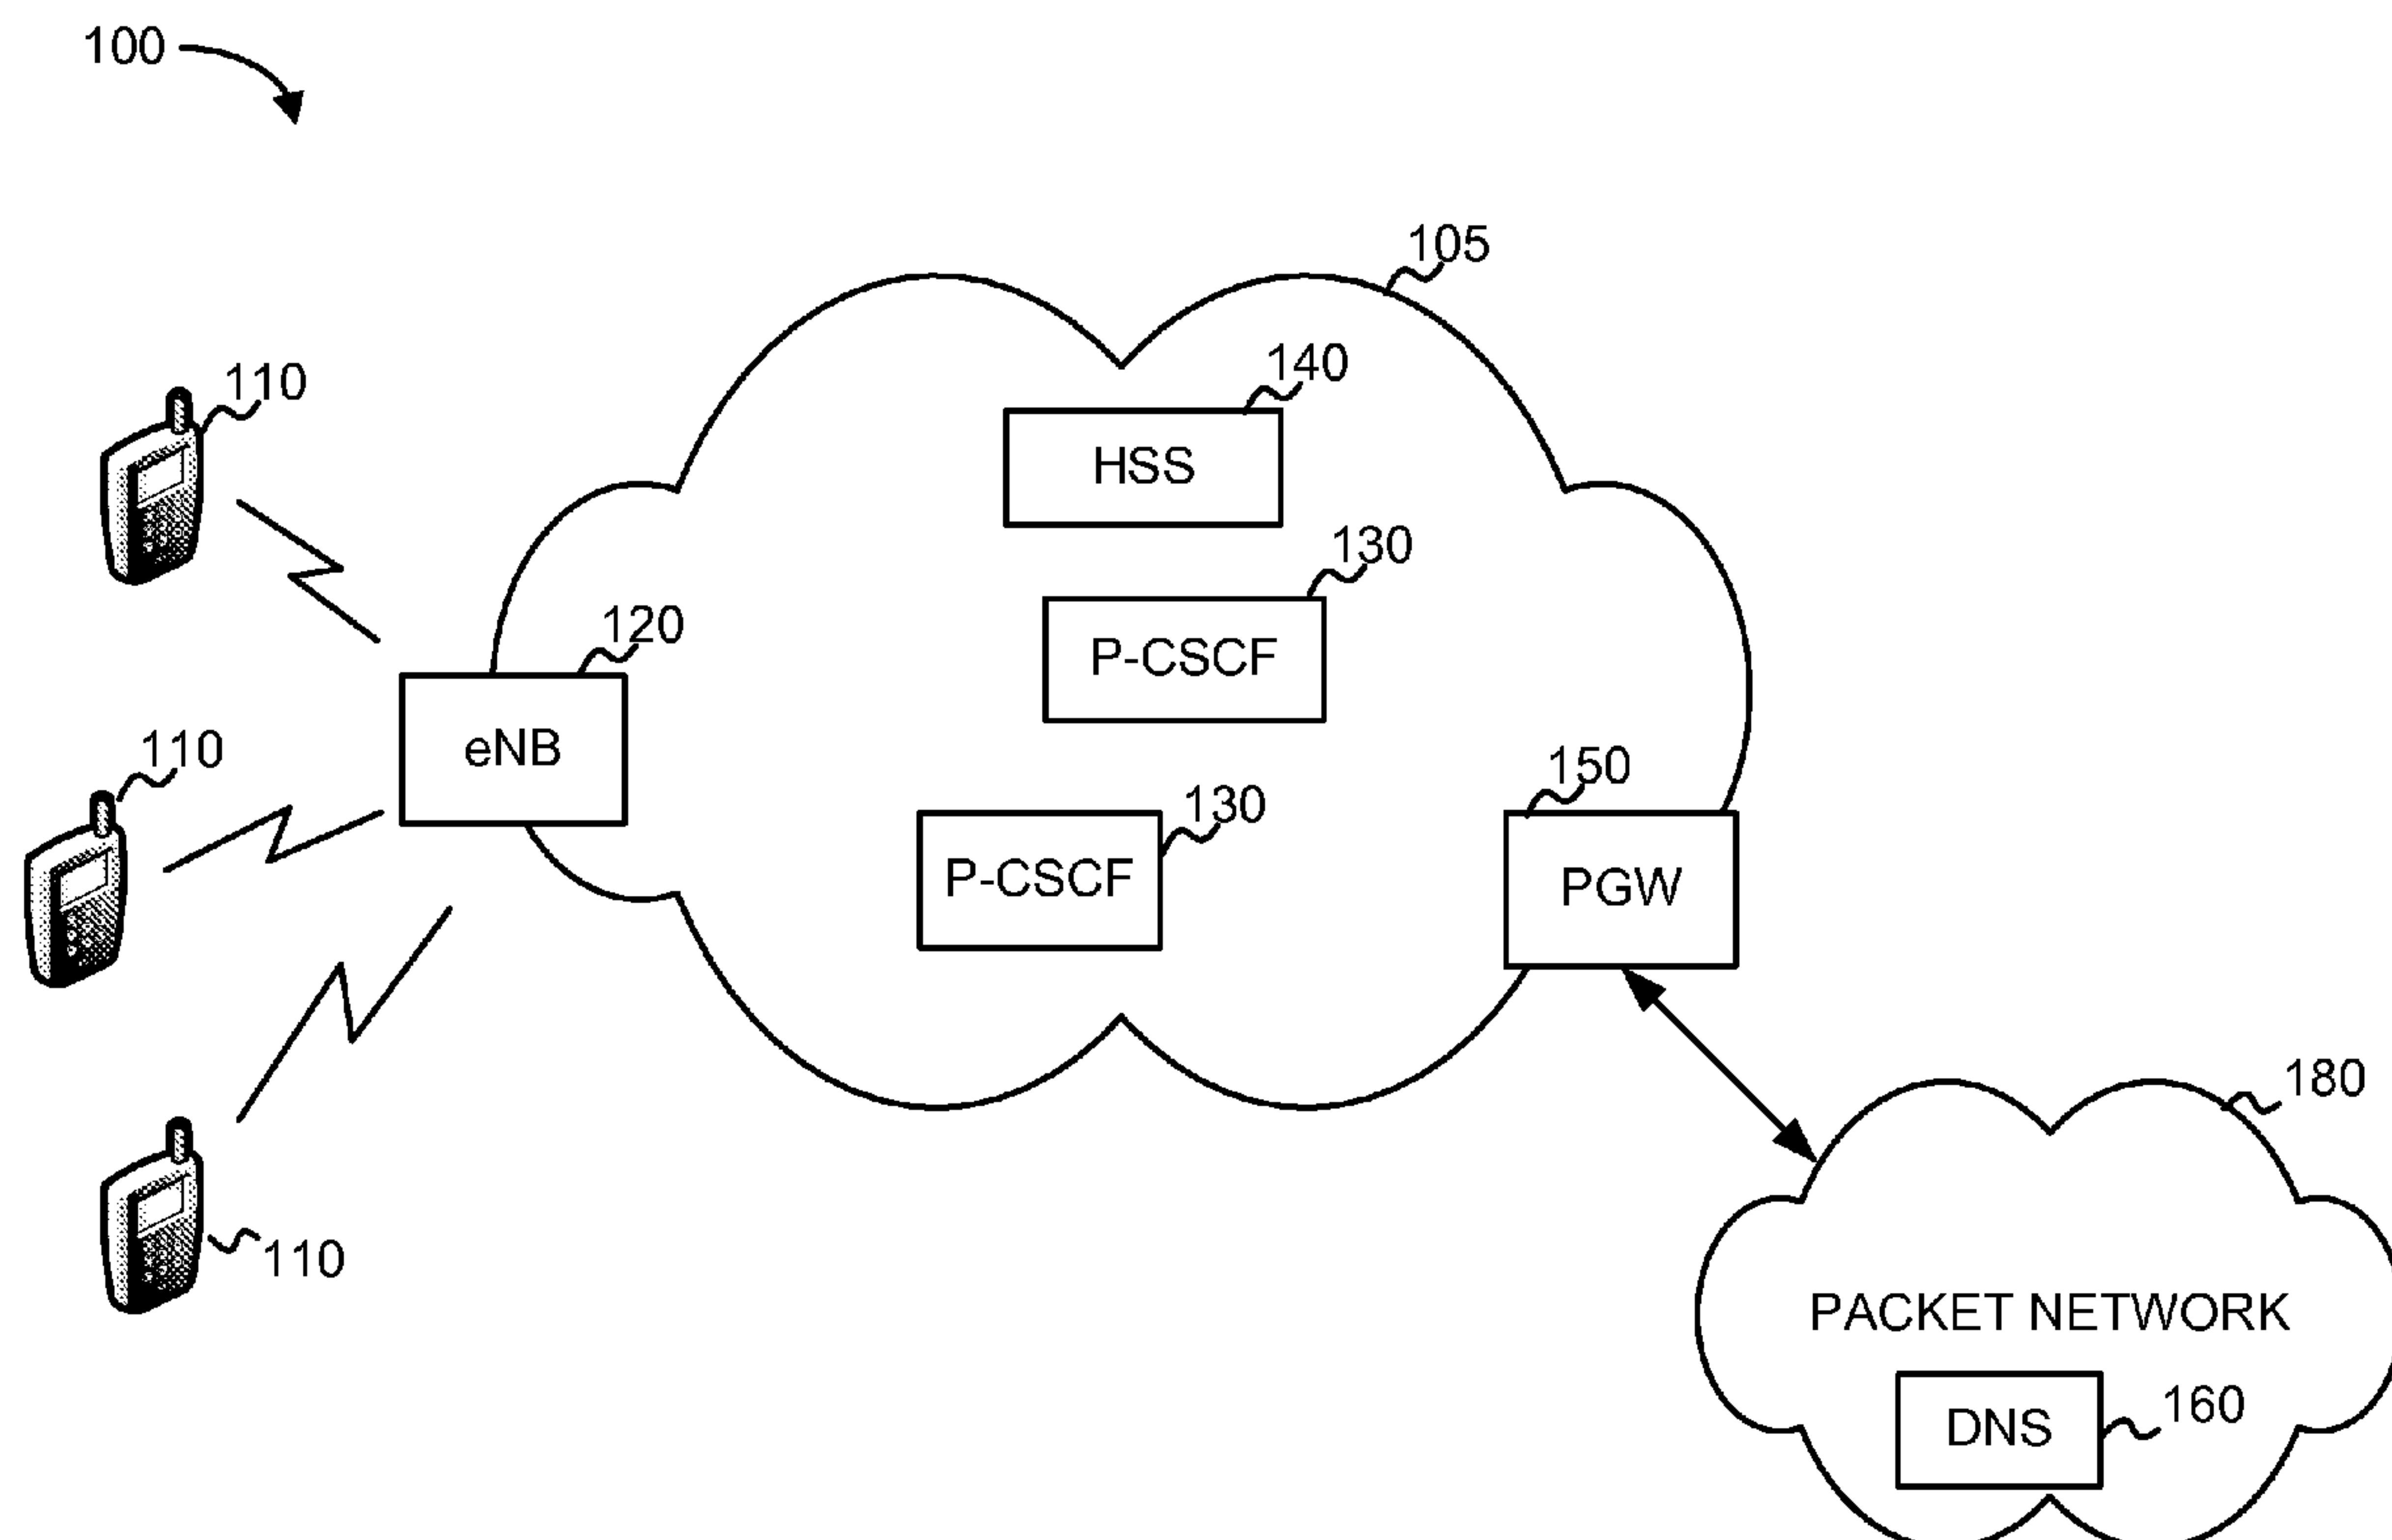 100
105
140
HSS
110
130
P-CSCF
120
eNB
110
150
130
P-CSCF
PGW
180
110
PACKET NETWORK
160
DNS